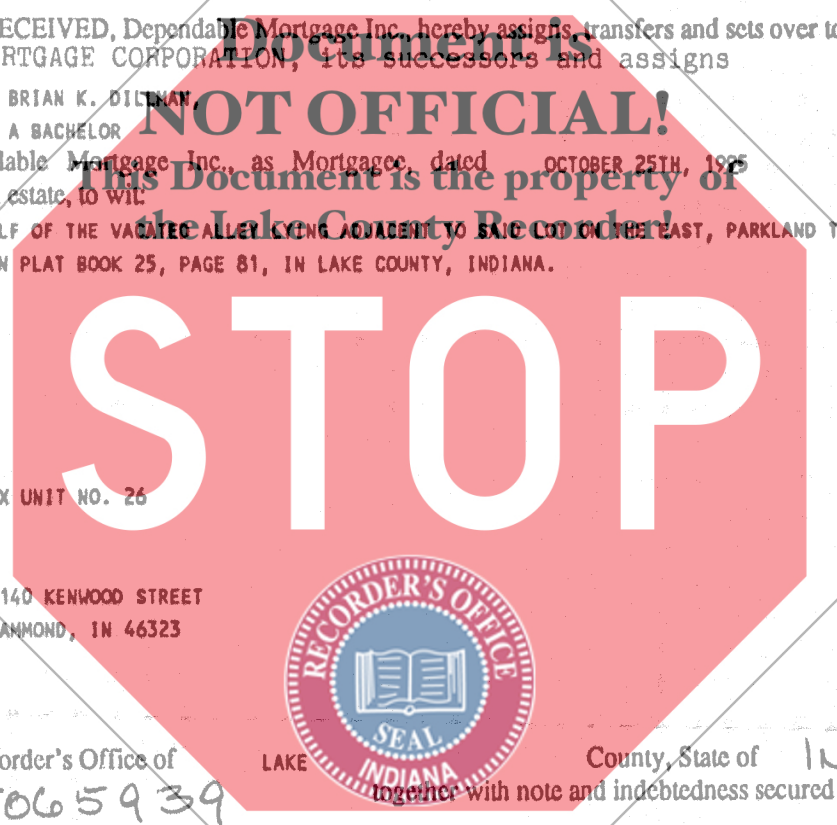 ECEIVED, Dependable Mortgage Inc., hereby assigns, transfers and sets over to
RTGAGE CORPORATION, its successors and assigns
Document is
BRIAN K. DILLMAN,
A BACHELOR
NOT OFFICIAL!
lable Mortgage Inc., as Mortgagee, dated OCTOBER 25TH, 1995
This Document is the property of
estate, to wit:
the Lake County Recorder!
LF OF THE VACATED ALLEY LYING ADJACENT TO SAID LOT ON THE EAST, PARKLAND T
N PLAT BOOK 25, PAGE 81, IN LAKE COUNTY, INDIANA.
STOP
X UNIT NO. 26
140 KENWOOD STREET
AMMOND, IN 46323
RECORDER'S OFFICE
SEAL
INDIANA
order's Office of LAKE County, State of IN
065939 together with note and indebtedness secured